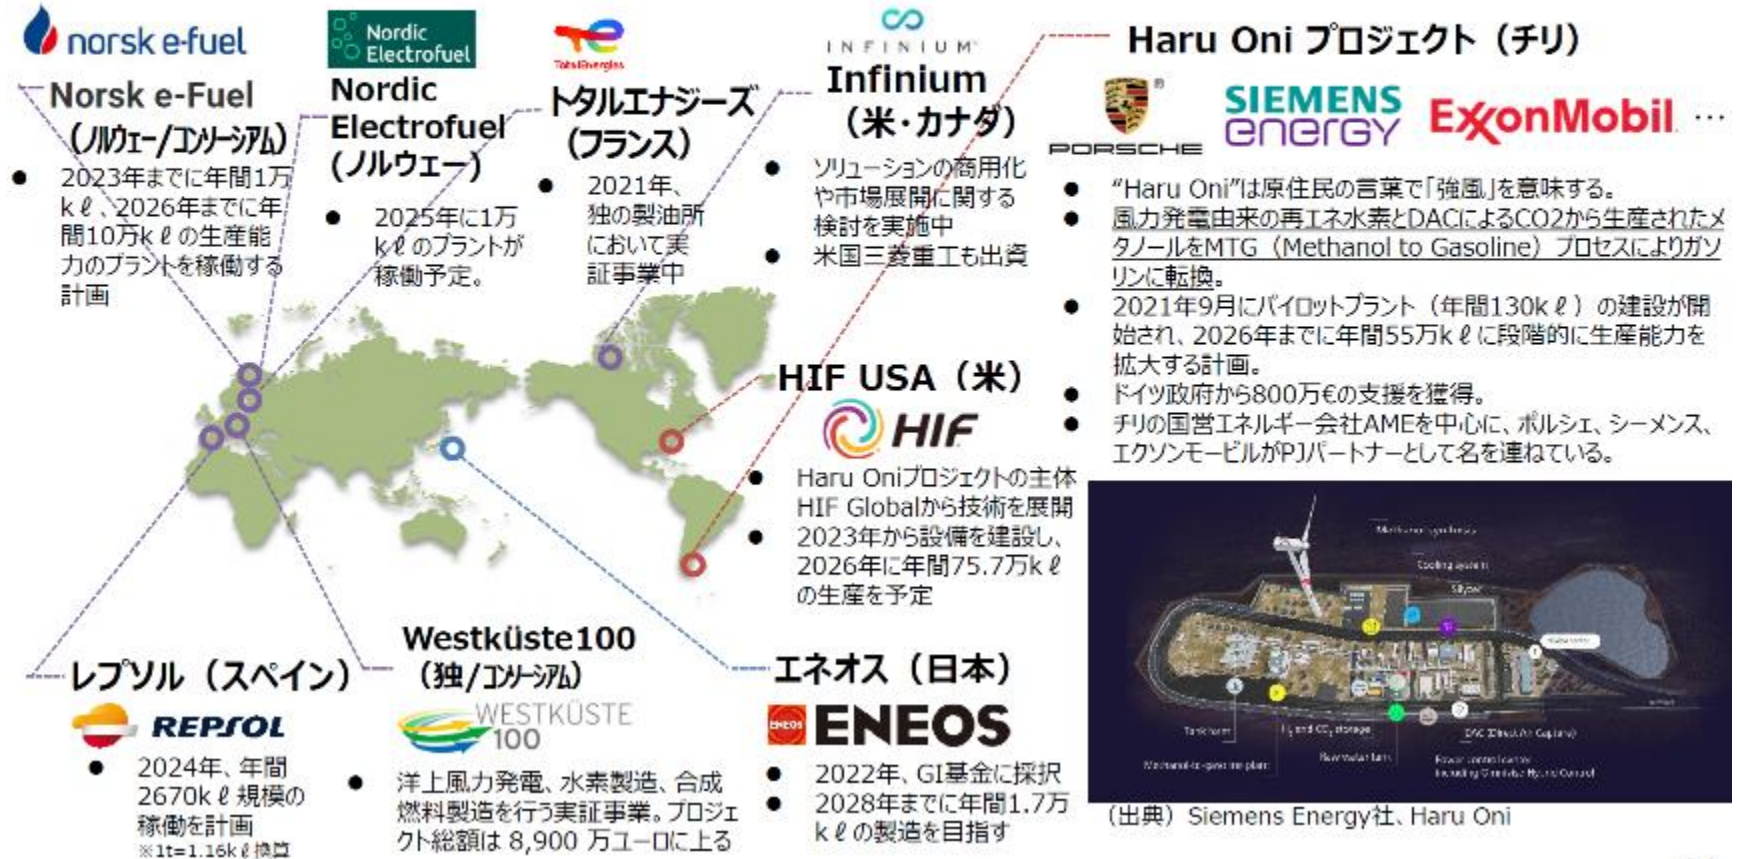 norsk e-fuel
Norsk e-Fuel
（ノルウェー/コンソーシアム）
● 2023年までに年間1万
kℓ、2026年までに年
間10万kℓの生産能
力のプラントを稼働する
計画
Nordic
Electrofuel
Nordic
Electrofuel
(ノルウェー)
● 2025年に1万
kℓのプラントが
稼働予定。
TotalEnergies
トタルエナジーズ
（フランス）
● 2021年、
独の製油所
において実
証事業中
INFINIUM
Infinium
（米・カナダ）
● ソリューションの商用化
や市場展開に関する
検討を実施中
● 米国三菱重工も出資
Haru Oni プロジェクト（チリ）
PORSCHE
SIEMENS
energy
ExxonMobil …
● “Haru Oni”は原住民の言葉で「強風」を意味する。
● 風力発電由来の再エネ水素とDACによるCO2から生産されたメ
タノールをMTG（Methanol to Gasoline）プロセスによりガソ
リンに転換。
● 2021年9月にパイロットプラント（年間130kℓ）の建設が開
始され、2026年までに年間55万kℓに段階的に生産能力を
拡大する計画。
● ドイツ政府から800万€の支援を獲得。
● チリの国営エネルギー会社AMEを中心に、ポルシェ、シーメンス、
エクソンモービルがPJパートナーとして名を連ねている。
HIF USA（米）
HIF
● Haru Oniプロジェクトの主体
HIF Globalから技術を展開
● 2023年から設備を建設し、
2026年に年間75.7万kℓ
の生産を予定
レプソル（スペイン）
REPSOL
● 2024年、年間
2670kℓ規模の
稼働を計画
※1t=1.16kℓ換算
Westküste100
（独/コンソーシアム）
WESTKÜSTE
100
● 洋上風力発電、水素製造、合成
燃料製造を行う実証事業。プロジェ
クト総額は 8,900 万ユーロに上る
エネオス（日本）
ENEOS
ENEOS
● 2022年、GI基金に採択
● 2028年までに年間1.7万
kℓの製造を目指す
Methanol synthesis
Cooling system
Silyzer
Tank farm
H₂ and CO₂ storage
DAC (Direct Air Capture)
Methanol-to-gasoline plant
Raw water tank
Power control center
including Omnivise Hybrid Control
（出典）Siemens Energy社、Haru Oni